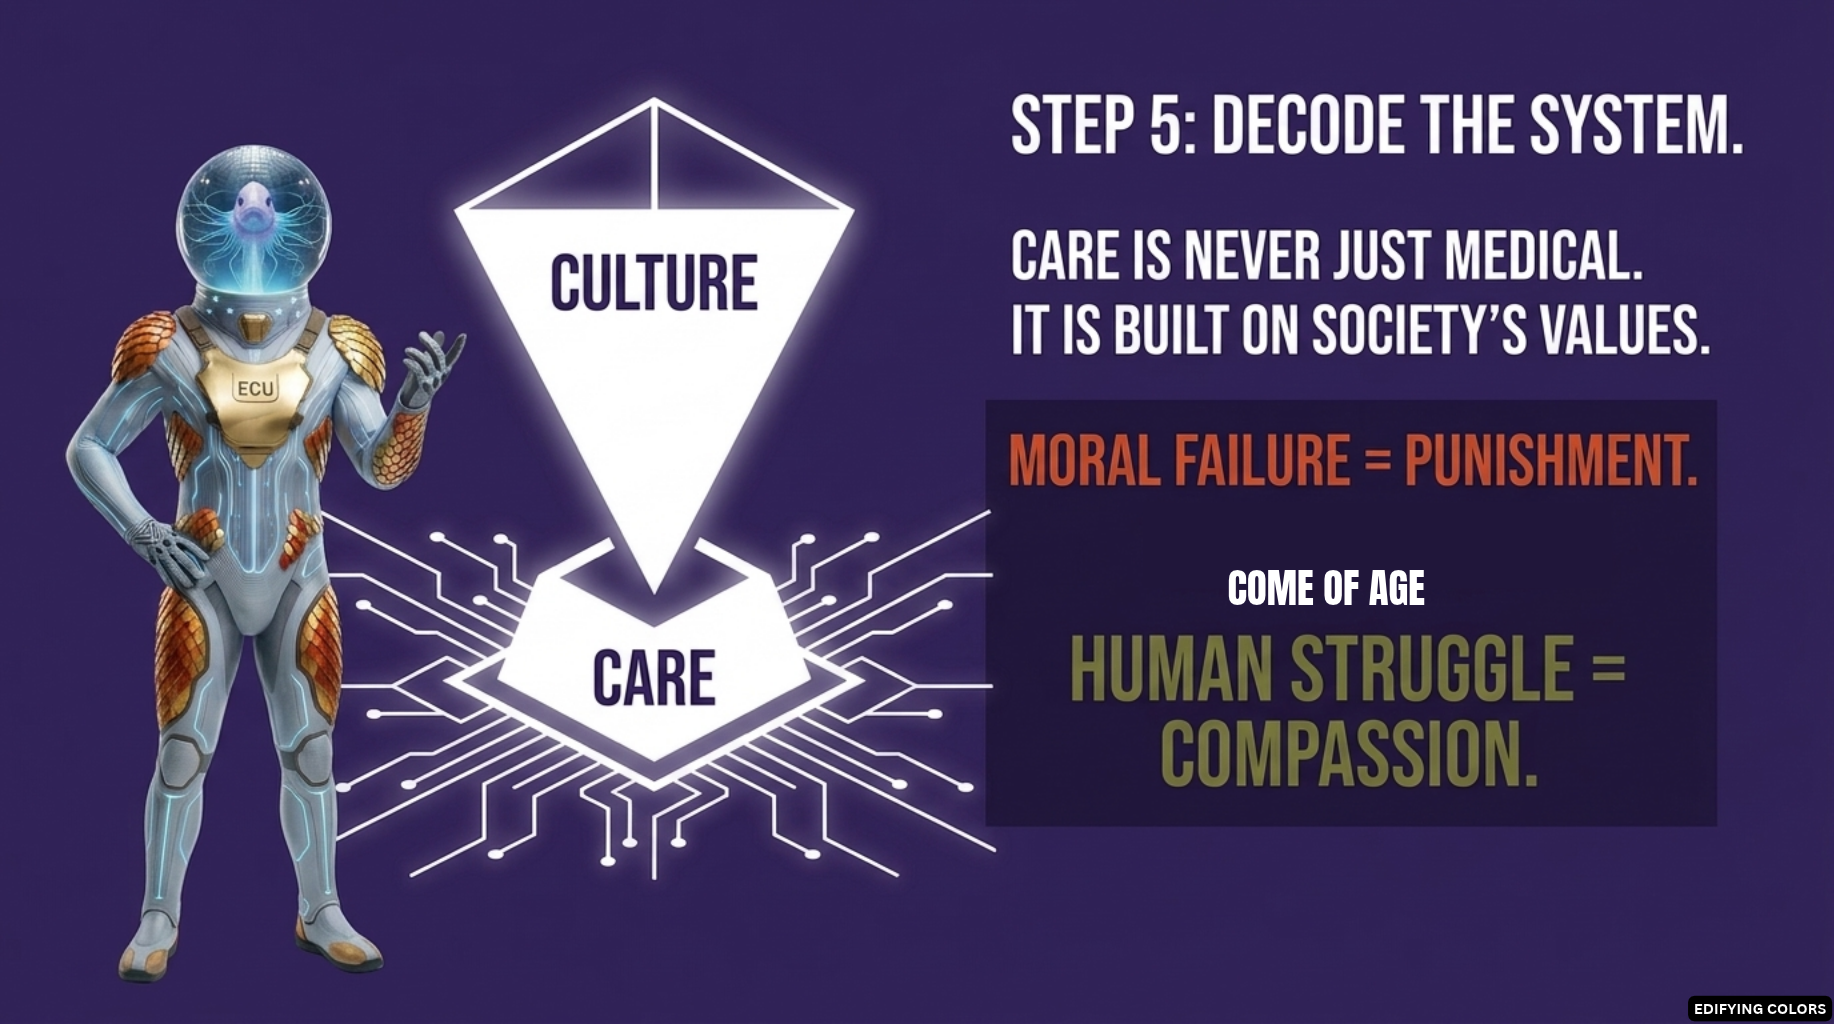 STEP 5: DECODE THE SYSTEM.
CARE IS NEVER JUST MEDICAL.
IT IS BUILT ON SOCIETY'S VALUES.
CULTURE
ECU
MORAL FAILURE = PUNISHMENT.
COME OF AGE
HUMAN STRUGGLE =
COMPASSION.
CARE
EDIFYING COLORS